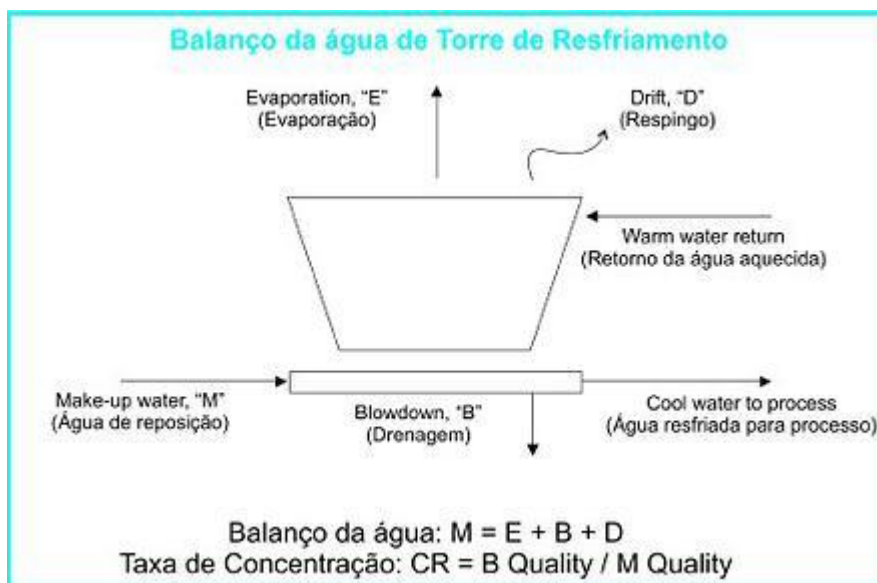 Balanço da água de Torre de Resfriamento
Evaporation, "E"
(Evaporação)
Drift, "D"
(Respingo)
Warm water return
(Retorno da água aquecida)
Make-up water, "M"
(Água de reposição)
Blowdown, "B"
(Drenagem)
Cool water to process
(Água resfriada para processo)
Balanço da água: M = E + B + D
Taxa de Concentração: CR = B Quality / M Quality